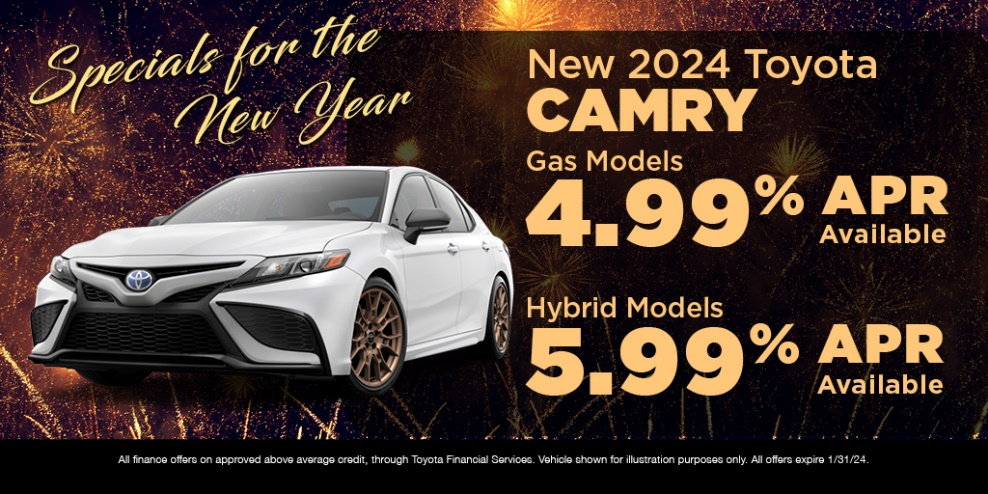 Specials for the
New Year
New 2024 Toyota
CAMRY
Gas Models
4.99% APR
Available
Hybrid Models
5.99% APR
Available
All finance offers on approved above average credit, through Toyota Financial Services. Vehicle shown for illustration purposes only. All offers expire 1/31/24.